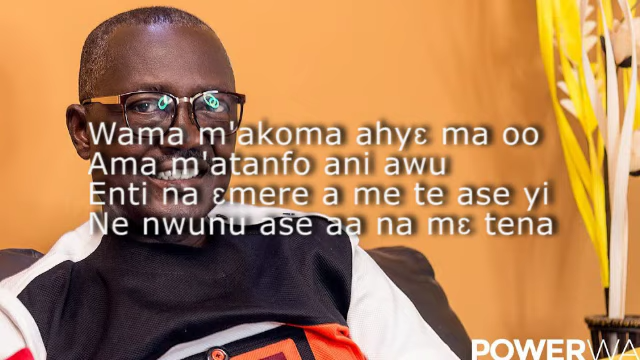 Wama m'akoma ahyɛ ma oo
Ama m'atanfo ani awu
Enti na ɛmere a me te ase yi
Ne nwunu ase aa na mɛ tena
POWERWA